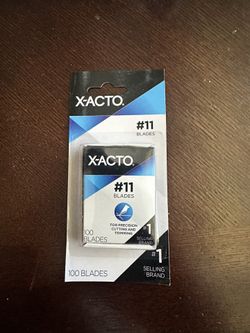 X-ACTO.
#11
BLADES
X-ACTO.
#11
BLADES
FOR PRECISION
CUTTING AND
TRIMMING
100
BLADES
#1
SELLING
BRAND
100 BLADES
#1
SELLING
BRAND